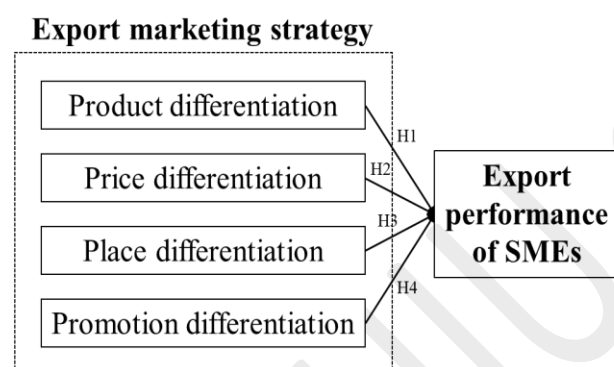 Export marketing strategy
Product differentiation
H1
Price differentiation
H2
Export
performance
of SMEs
Place differentiation
H3
Promotion differentiation
H4